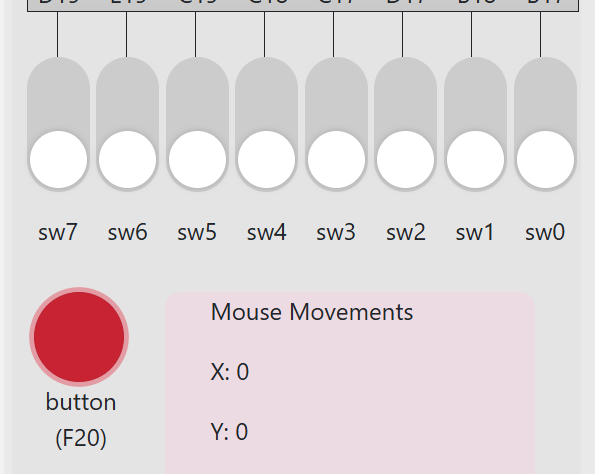 sw7 sw6 sw5 sw4 sw3 sw2 sw1 sw0
Mouse Movements
X: 0
button
Y: 0
(F20)